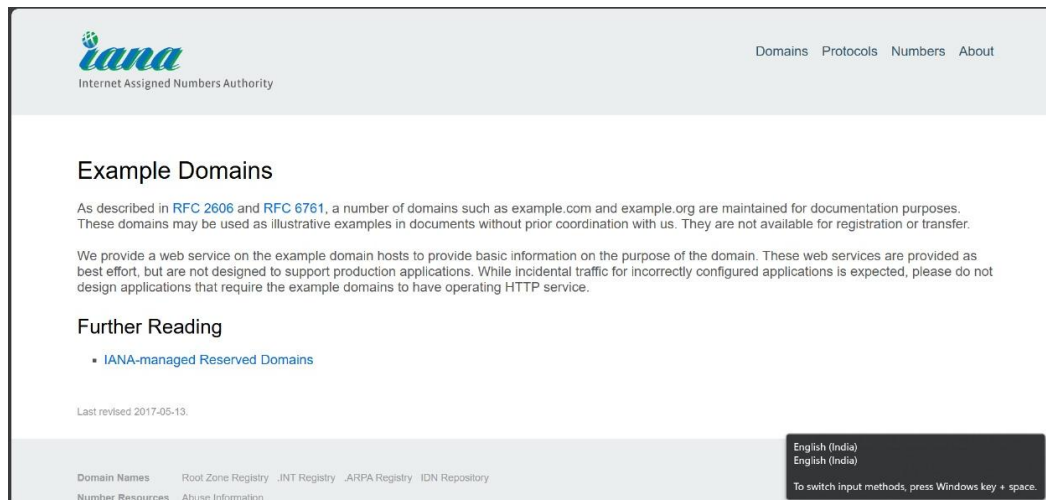 iana
Internet Assigned Numbers Authority
Domains Protocols Numbers About
Example Domains
As described in RFC 2606 and RFC 6761, a number of domains such as example.com and example.org are maintained for documentation purposes.
These domains may be used as illustrative examples in documents without prior coordination with us. They are not available for registration or transfer.
We provide a web service on the example domain hosts to provide basic information on the purpose of the domain. These web services are provided as
best effort, but are not designed to support production applications. While incidental traffic for incorrectly configured applications is expected, please do not
design applications that require the example domains to have operating HTTP service.
Further Reading
IANA-managed Reserved Domains
Last revised 2017-05-13.
Domain Names Root Zone Registry .INT Registry .ARPA Registry IDN Repository
Number Resources Abuse Information
English (India)
English (India)
To switch input methods, press Windows key + space.